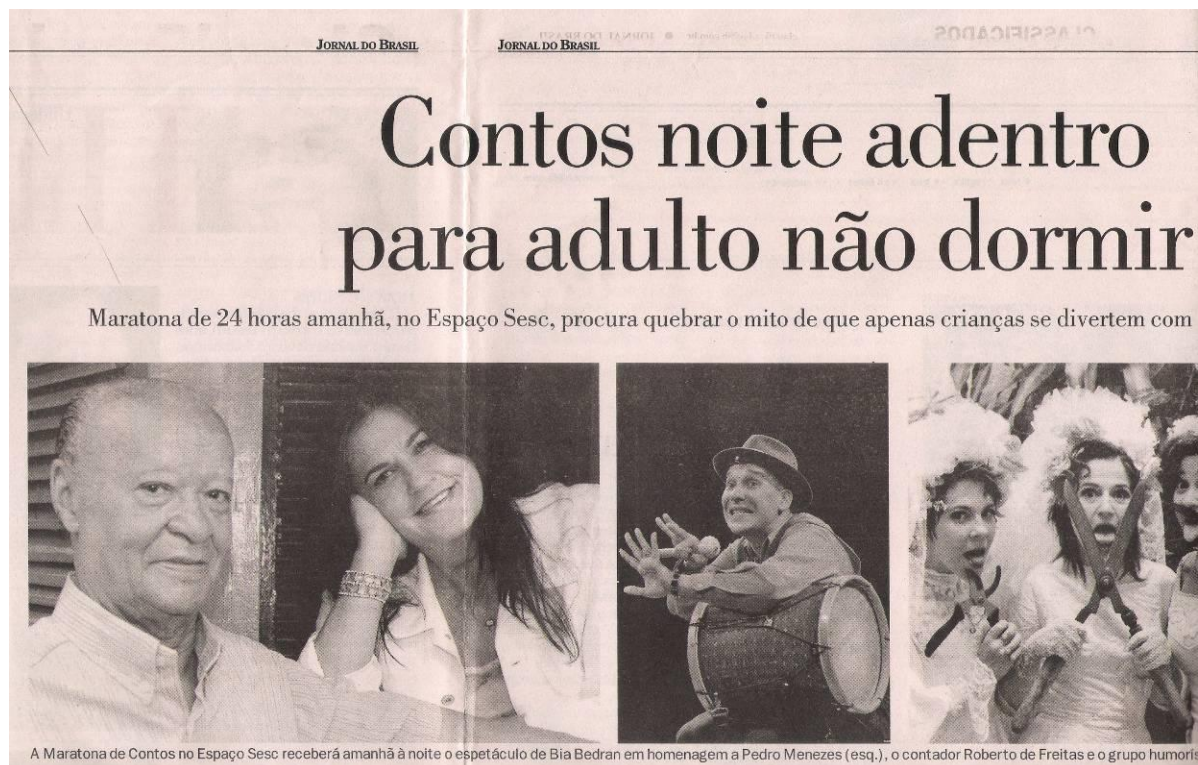 JORNAL DO BRASIL
JORNAL DO BRASIL
CLASSIFICADOS
Contos noite adentro
para adulto não dormir
Maratona de 24 horas amanhã, no Espaço Sesc, procura quebrar o mito de que apenas crianças se divertem com
A Maratona de Contos no Espaço Sesc receberá amanhã à noite o espetáculo de Bia Bedran em homenagem a Pedro Menezes (esq.), o contador Roberto de Freitas e o grupo humorís